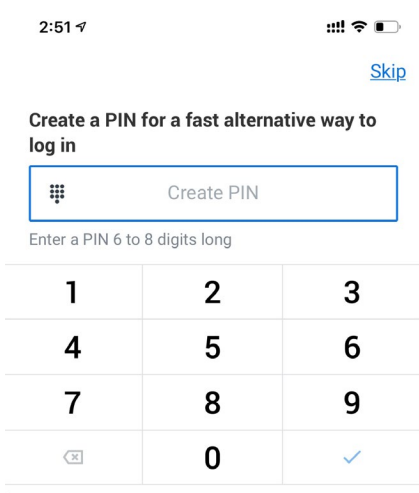 2:51
Skip
Create a PIN for a fast alternative way to
log in
Create PIN
Enter a PIN 6 to 8 digits long
1 2 3
4 5 6
7 8 9
0